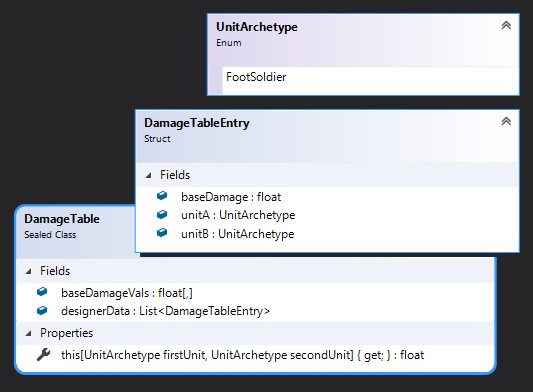 UnitArchetype
Enum
FootSoldier
DamageTableEntry
Struct
Fields
baseDamage : float
unitA : UnitArchetype
unitB : UnitArchetype
DamageTable
Sealed Class
Fields
baseDamageVals : float[,]
designerData : List<DamageTableEntry>
Properties
this[UnitArchetype firstUnit, UnitArchetype secondUnit] { get; } : float